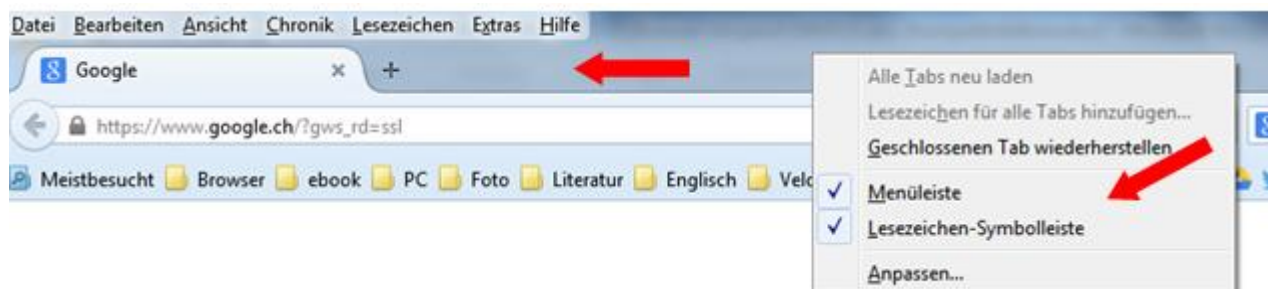 Datei Bearbeiten Ansicht Chronik Lesezeichen Extras Hilfe
Google
https://www.google.ch/?gws_rd=ssl
Meistbesucht Browser ebook PC Foto Literatur Englisch
Alle Tabs neu laden
Lesezeichen für alle Tabs hinzufügen...
Geschlossenen Tab wiederherstellen
Menüleiste
Lesezeichen-Symbolleiste
Anpassen...